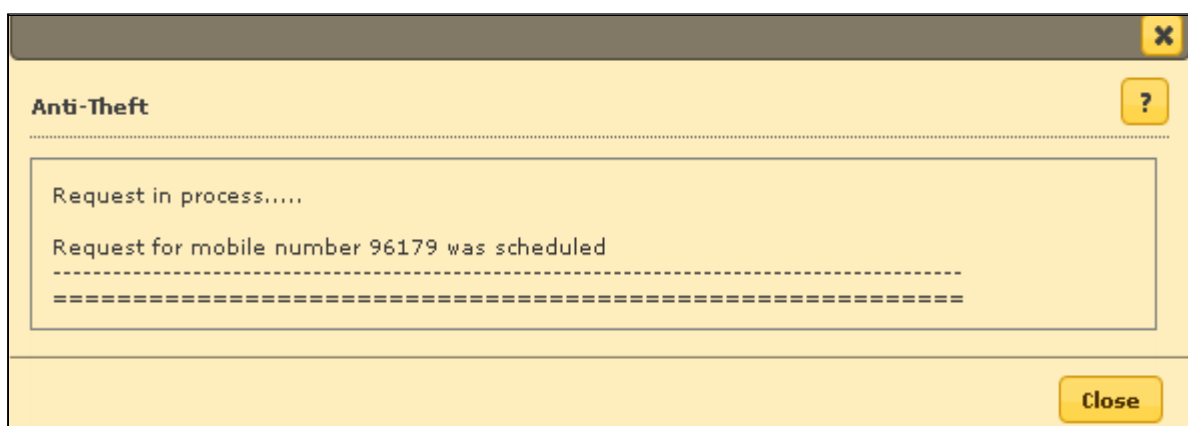 Anti-Theft
?
Request in process.....
Request for mobile number 96179 was scheduled
------------------------------------------------------------------------------------------
=========================================================
Close